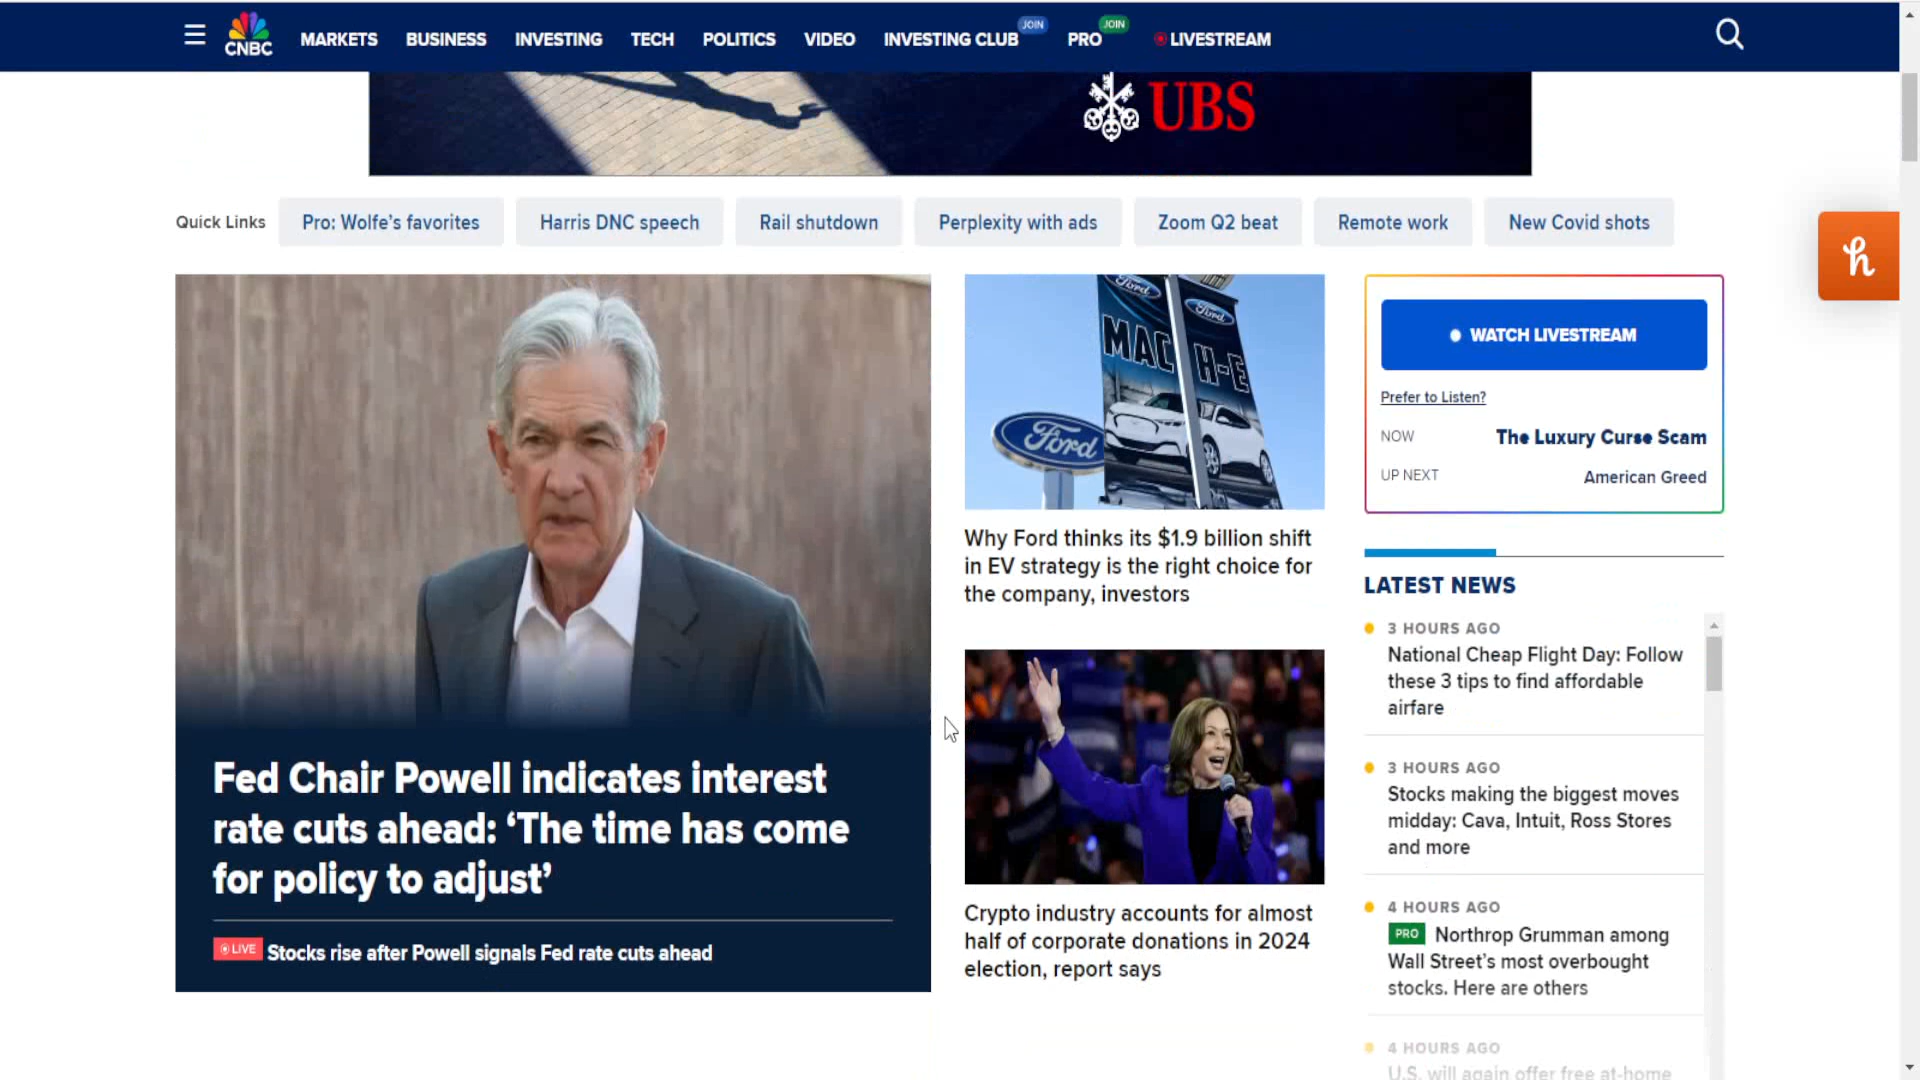 CNBC
MARKETS BUSINESS INVESTING TECH POLITICS VIDEO INVESTING CLUB JOIN PRO JOIN LIVESTREAM
UBS
Quick Links Pro: Wolfe's favorites Harris DNC speech Rail shutdown Perplexity with ads Zoom Q2 beat Remote work New Covid shots
h
Fed Chair Powell indicates interest
rate cuts ahead: ‘The time has come
for policy to adjust’
LIVE Stocks rise after Powell signals Fed rate cuts ahead
Ford
Ford
MAC H-E
Ford
Why Ford thinks its $1.9 billion shift
in EV strategy is the right choice for
the company, investors
Crypto industry accounts for almost
half of corporate donations in 2024
election, report says
WATCH LIVESTREAM
Prefer to Listen?
NOW The Luxury Curse Scam
UP NEXT American Greed
LATEST NEWS
3 HOURS AGO
National Cheap Flight Day: Follow
these 3 tips to find affordable
airfare
3 HOURS AGO
Stocks making the biggest moves
midday: Cava, Intuit, Ross Stores
and more
4 HOURS AGO
PRO Northrop Grumman among
Wall Street's most overbought
stocks. Here are others
4 HOURS AGO
U.S. will again offer free at-home